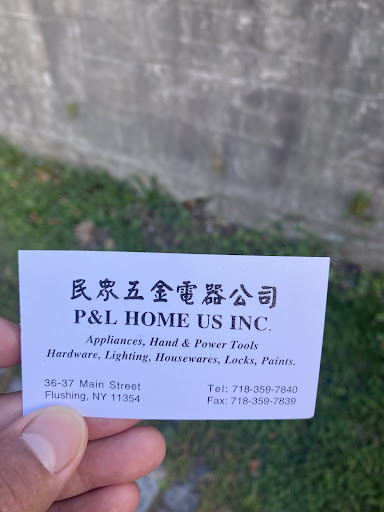 民眾五金電器公司
P&L HOME US INC.
Appliances, Hand & Power Tools
Hardware, Lighting, Housewares, Locks, Paints.
36-37 Main Street
Flushing, NY 11354
Tel: 718-359-7840
Fax: 718-359-7839